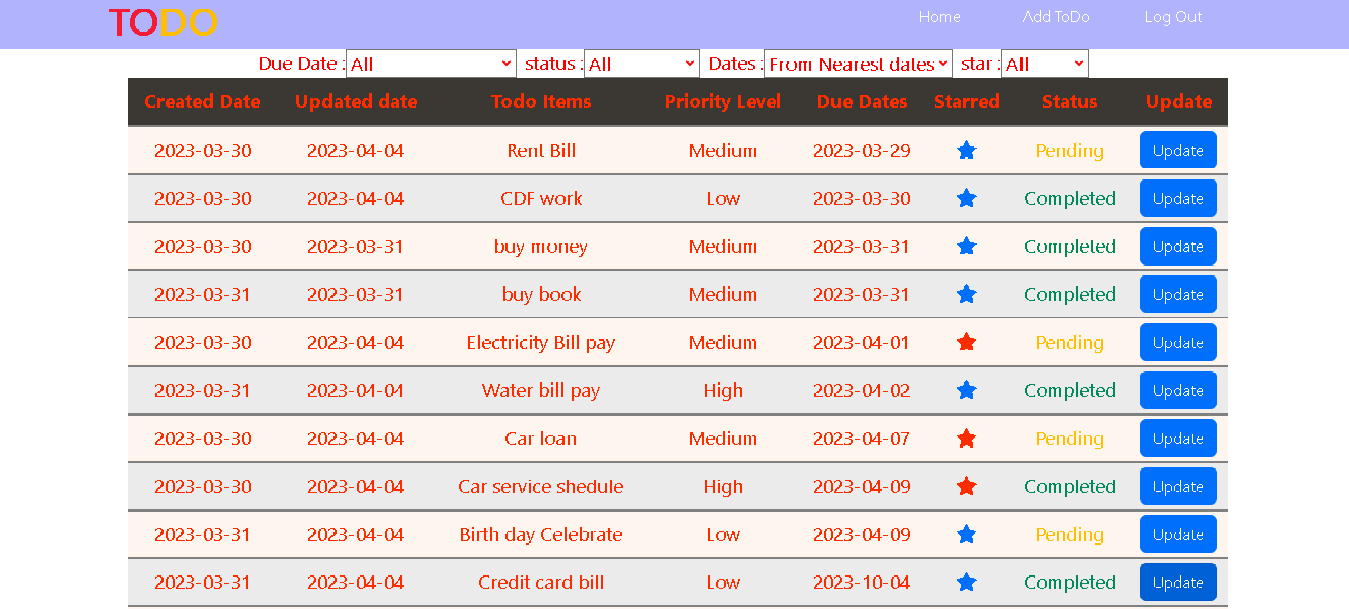 TODO Home Add ToDo Log Out
Due Date : All status : All Dates : From Nearest dates star : All
Created Date Updated date Todo Items Priority Level Due Dates Starred Status Update
2023-03-30 2023-04-04 Rent Bill Medium 2023-03-29 Pending Update
2023-03-30 2023-04-04 CDF work Low 2023-03-30 Completed Update
2023-03-30 2023-03-31 buy money Medium 2023-03-31 Completed Update
2023-03-31 2023-03-31 buy book Medium 2023-03-31 Completed Update
2023-03-30 2023-04-04 Electricity Bill pay Medium 2023-04-01 Pending Update
2023-03-31 2023-04-04 Water bill pay High 2023-04-02 Completed Update
2023-03-30 2023-04-04 Car loan Medium 2023-04-07 Pending Update
2023-03-30 2023-04-04 Car service shedule High 2023-04-09 Completed Update
2023-03-31 2023-04-04 Birth day Celebrate Low 2023-04-09 Pending Update
2023-03-31 2023-04-04 Credit card bill Low 2023-10-04 Completed Update